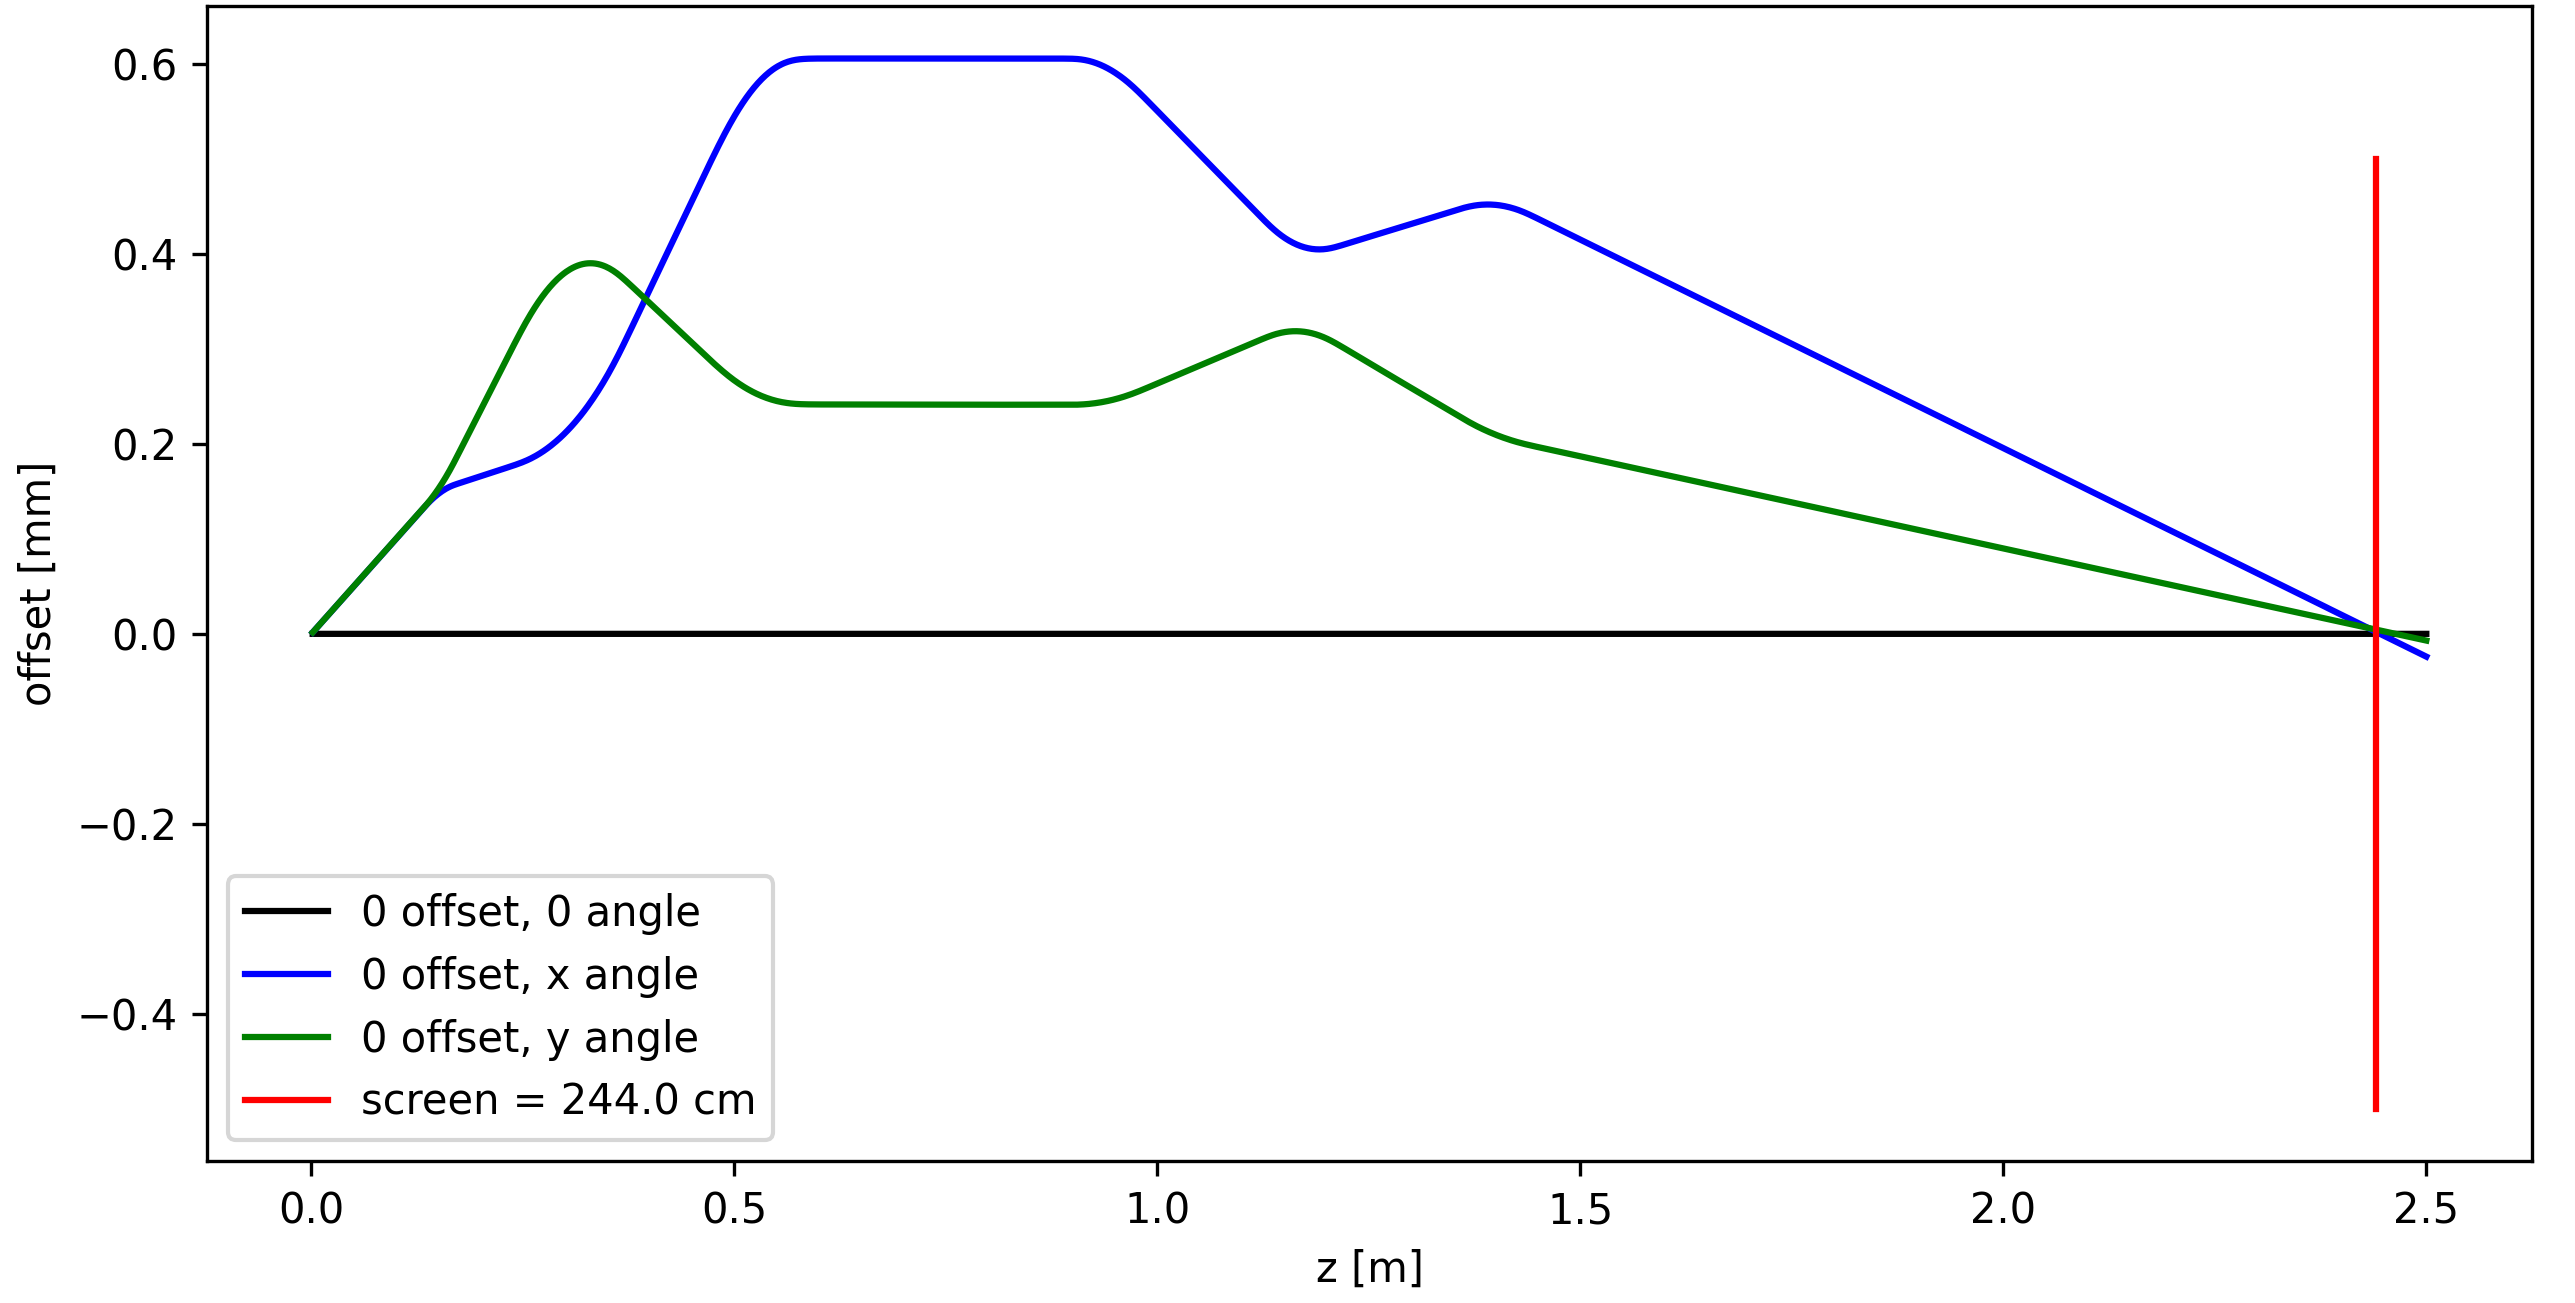 0.6
0.4
0.2
0.0
−0.2
−0.4
offset [mm]
0 offset, 0 angle
0 offset, x angle
0 offset, y angle
screen = 244.0 cm
0.0 0.5 1.0 1.5 2.0 2.5
z [m]